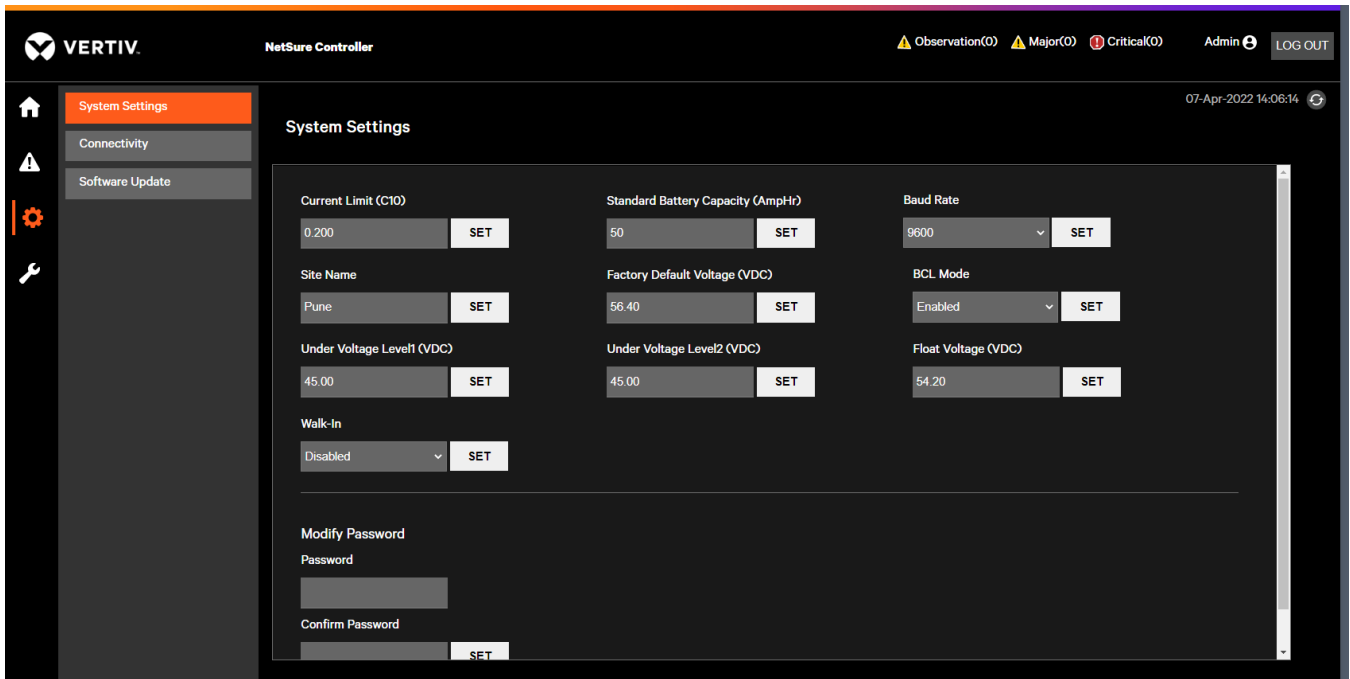 VERTIV.
NetSure Controller
Observation(0) Major(0) Critical(0) Admin LOG OUT
System Settings
Connectivity
Software Update
07-Apr-2022 14:06:14
System Settings
Current Limit (C10) Standard Battery Capacity (AmpHr) Baud Rate
0.200 SET 50 SET 9600 SET
Site Name Factory Default Voltage (VDC) BCL Mode
Pune SET 56.40 SET Enabled SET
Under Voltage Level1 (VDC) Under Voltage Level2 (VDC) Float Voltage (VDC)
45.00 SET 45.00 SET 54.20 SET
Walk-In
Disabled SET
Modify Password
Password
Confirm Password
SET